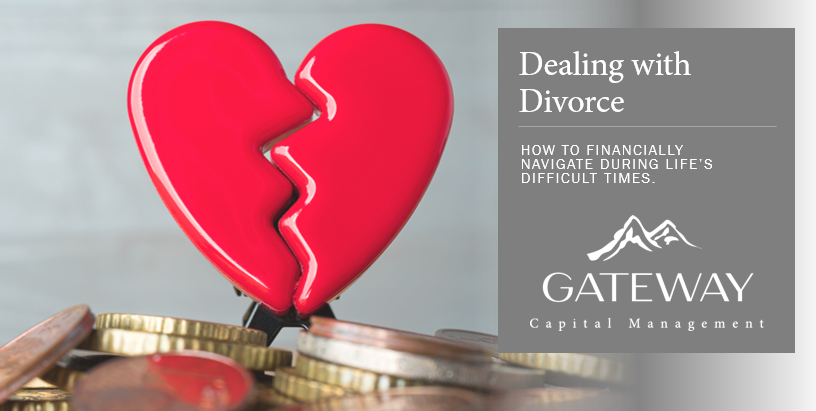 Dealing with
Divorce
HOW TO FINANCIALLY
NAVIGATE DURING LIFE'S
DIFFICULT TIMES.
GATEWAY
Capital Management